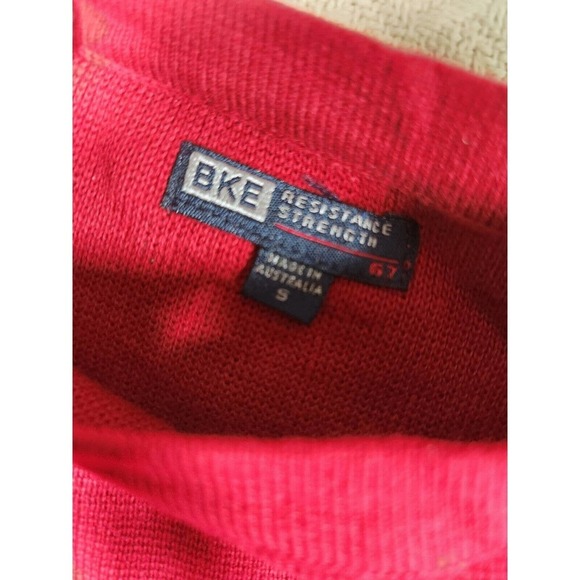 BKE
RESISTANCE
STRENGTH
67°
MADE IN
AUSTRALIA
S